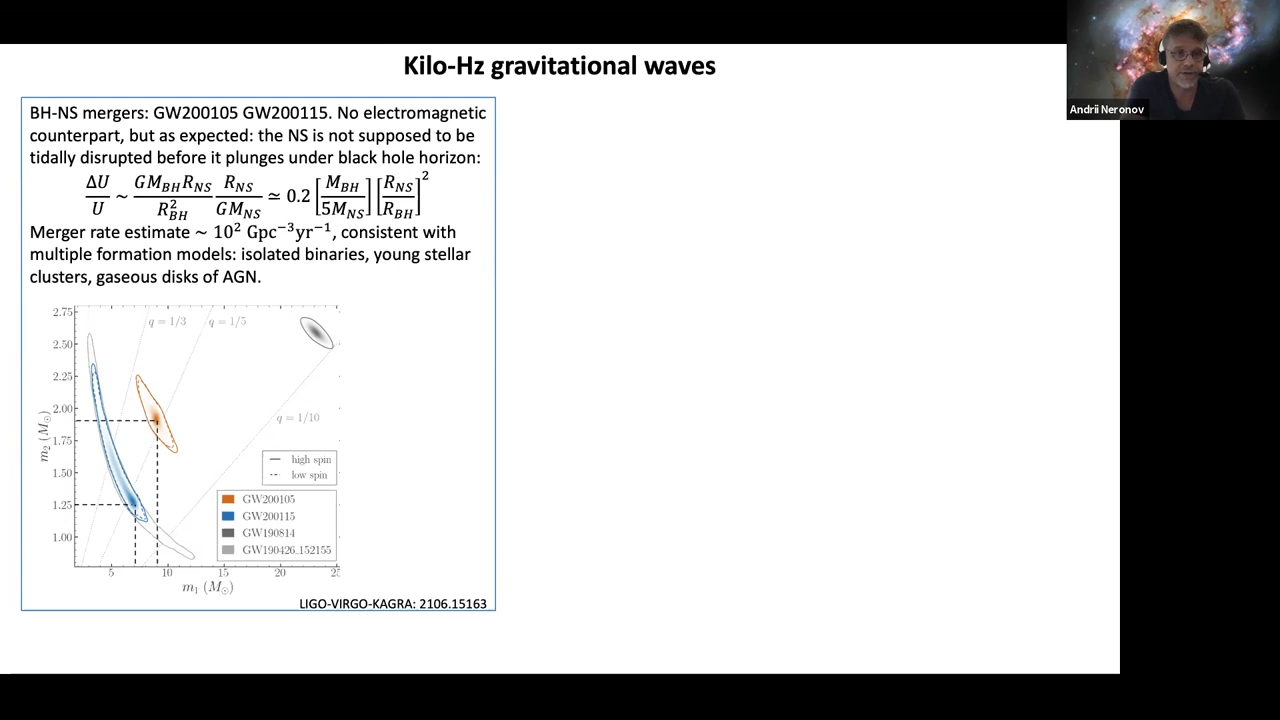 Kilo-Hz gravitational waves
Andrii Neronov
BH-NS mergers: GW200105 GW200115. No electromagnetic
counterpart, but as expected: the NS is not supposed to be
tidally disrupted before it plunges under black hole horizon:
ΔU/U ~ GM_BH R_NS/R²_BH R_NS/GM_NS ≃ 0.2 [M_BH/5M_NS] [R_NS/R_BH]²
Merger rate estimate ~ 10² Gpc⁻³yr⁻¹, consistent with
multiple formation models: isolated binaries, young stellar
clusters, gaseous disks of AGN.
2.75
q = 1/3
q = 1/5
2.50
2.25
2.00
q = 1/10
1.75
1.50
1.25
1.00
m₂ (M☉)
high spin
low spin
GW200105
GW200115
GW190814
GW190426_152155
5
10
15
20
25
m₁ (M☉)
LIGO-VIRGO-KAGRA: 2106.15163